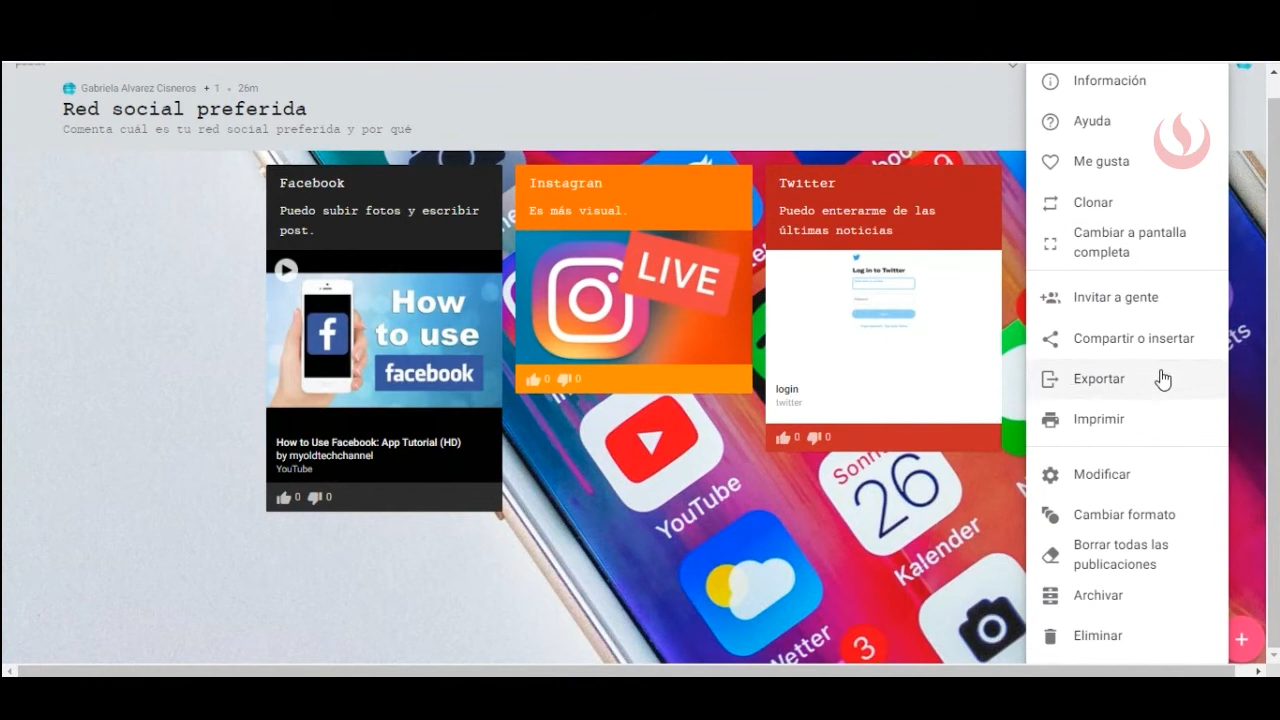 Gabriela Alvarez Cisneros + 1 • 26m
Red social preferida
Comenta cuál es tu red social preferida y por qué
Facebook
Puedo subir fotos y escribir
post.
How
to use
facebook
How to Use Facebook: App Tutorial (HD)
by myoldtechchannel
YouTube
0 0
Instagran
Es más visual.
LIVE
0 0
Twitter
Puedo enterarme de las
últimas noticias
Log in to Twitter
login
twitter
0 0
YouTube
Sonn
26
Kalender
Wetter
3
Información
Ayuda
Me gusta
Clonar
Cambiar a pantalla
completa
Invitar a gente
Compartir o insertar
Exportar
Imprimir
Modificar
Cambiar formato
Borrar todas las
publicaciones
Archivar
Eliminar